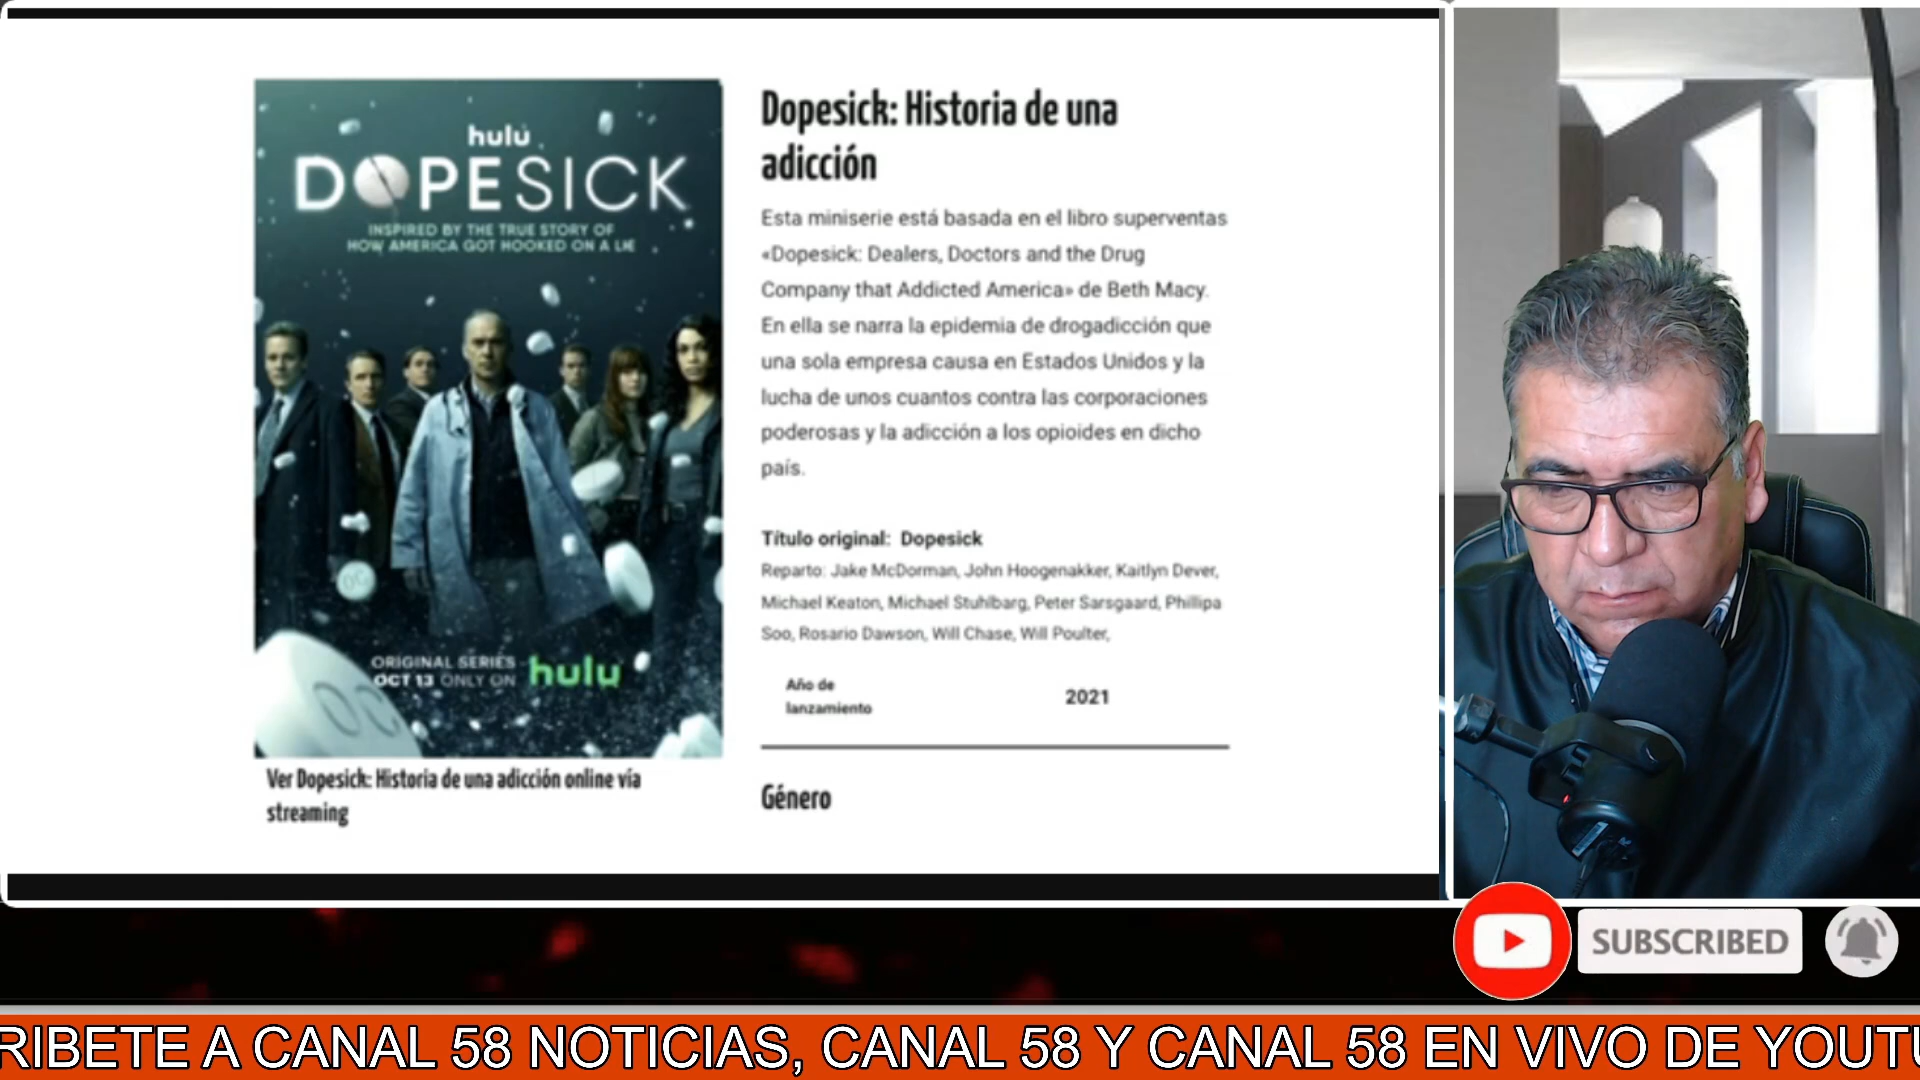 hulu
DOPESICK
INSPIRED BY THE TRUE STORY OF
HOW AMERICA GOT HOOKED ON A LIE
OC
OC
ORIGINAL SERIES
OCT 13 ONLY ON
hulu
Ver Dopesick: Historia de una adicción online vía
streaming
Dopesick: Historia de una
adicción
Esta miniserie está basada en el libro superventas
«Dopesick: Dealers, Doctors and the Drug
Company that Addicted America» de Beth Macy.
En ella se narra la epidemia de drogadicción que
una sola empresa causa en Estados Unidos y la
lucha de unos cuantos contra las corporaciones
poderosas y la adicción a los opioides en dicho
país.
Título original: Dopesick
Reparto: Jake McDorman, John Hoogenakker, Kaitlyn Dever,
Michael Keaton, Michael Stuhlbarg, Peter Sarsgaard, Phillipa
Soo, Rosario Dawson, Will Chase, Will Poulter,
Año de
lanzamiento
2021
Género
SUBSCRIBED
RIBETE A CANAL 58 NOTICIAS, CANAL 58 Y CANAL 58 EN VIVO DE YOUTU